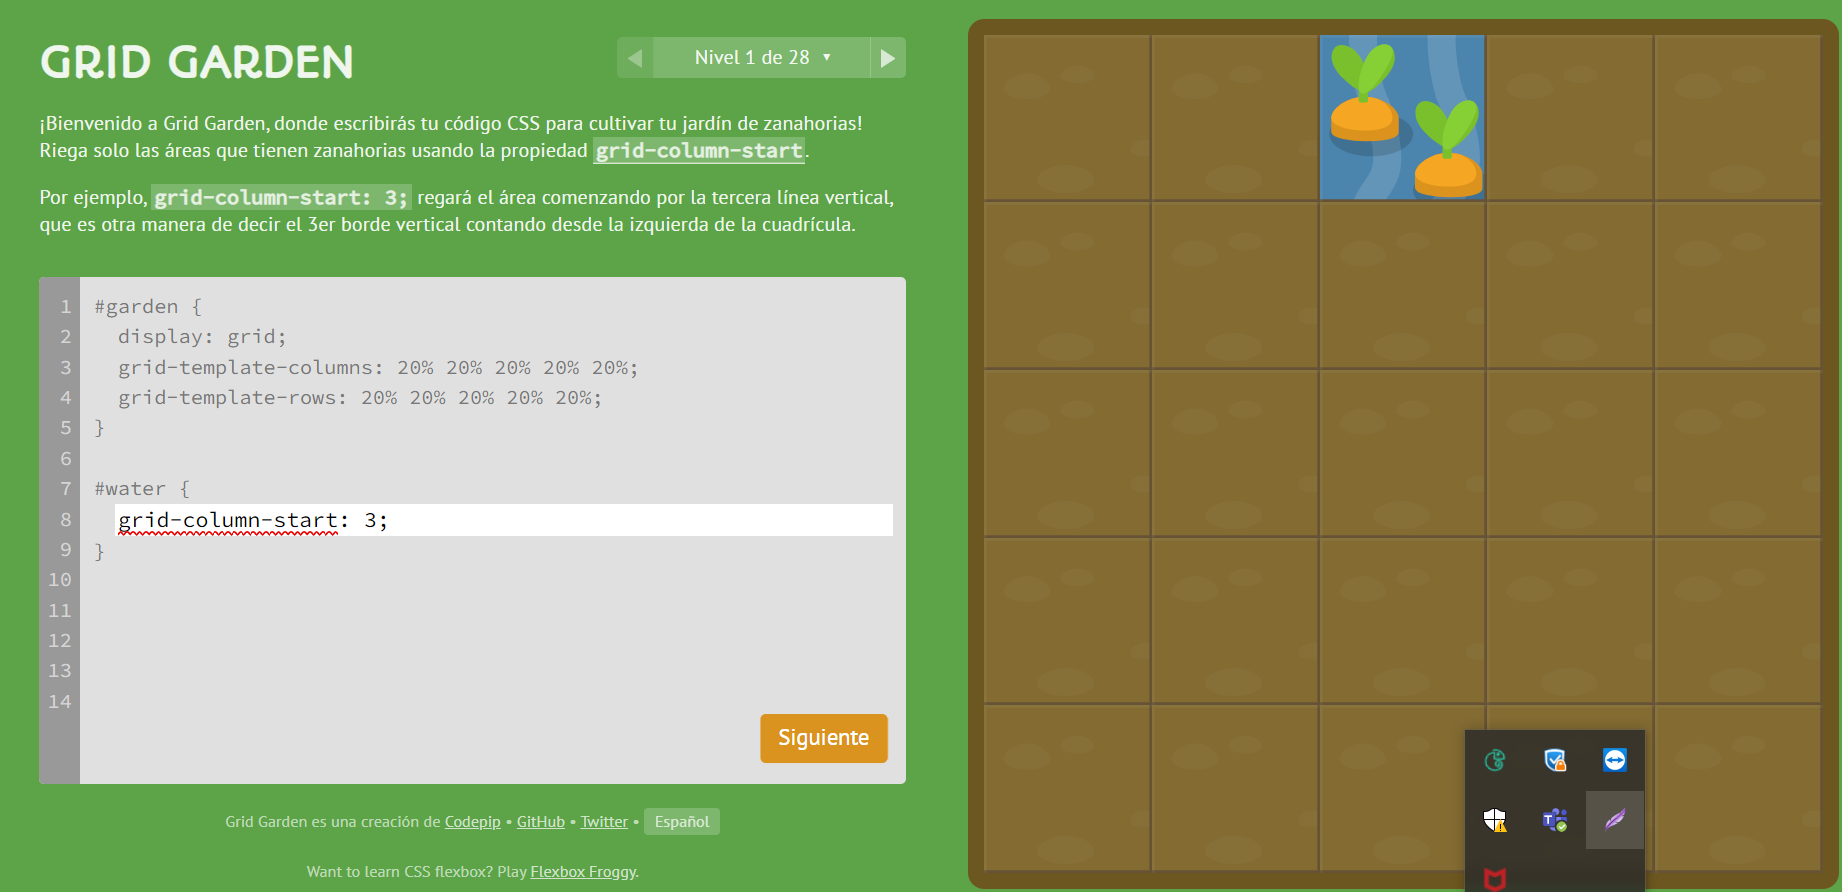 GRID GARDEN
Nivel 1 de 28
¡Bienvenido a Grid Garden, donde escribirás tu código CSS para cultivar tu jardín de zanahorias!
Riega solo las áreas que tienen zanahorias usando la propiedad grid-column-start.
Por ejemplo, grid-column-start: 3; regará el área comenzando por la tercera línea vertical,
que es otra manera de decir el 3er borde vertical contando desde la izquierda de la cuadrícula.
1 #garden {
2 display: grid;
3 grid-template-columns: 20% 20% 20% 20% 20%;
4 grid-template-rows: 20% 20% 20% 20% 20%;
5 }
6
7 #water {
8 grid-column-start: 3;
9 }
10
11
12
13
14
Siguiente
Grid Garden es una creación de Codepip • GitHub • Twitter • Español
Want to learn CSS flexbox? Play Flexbox Froggy.